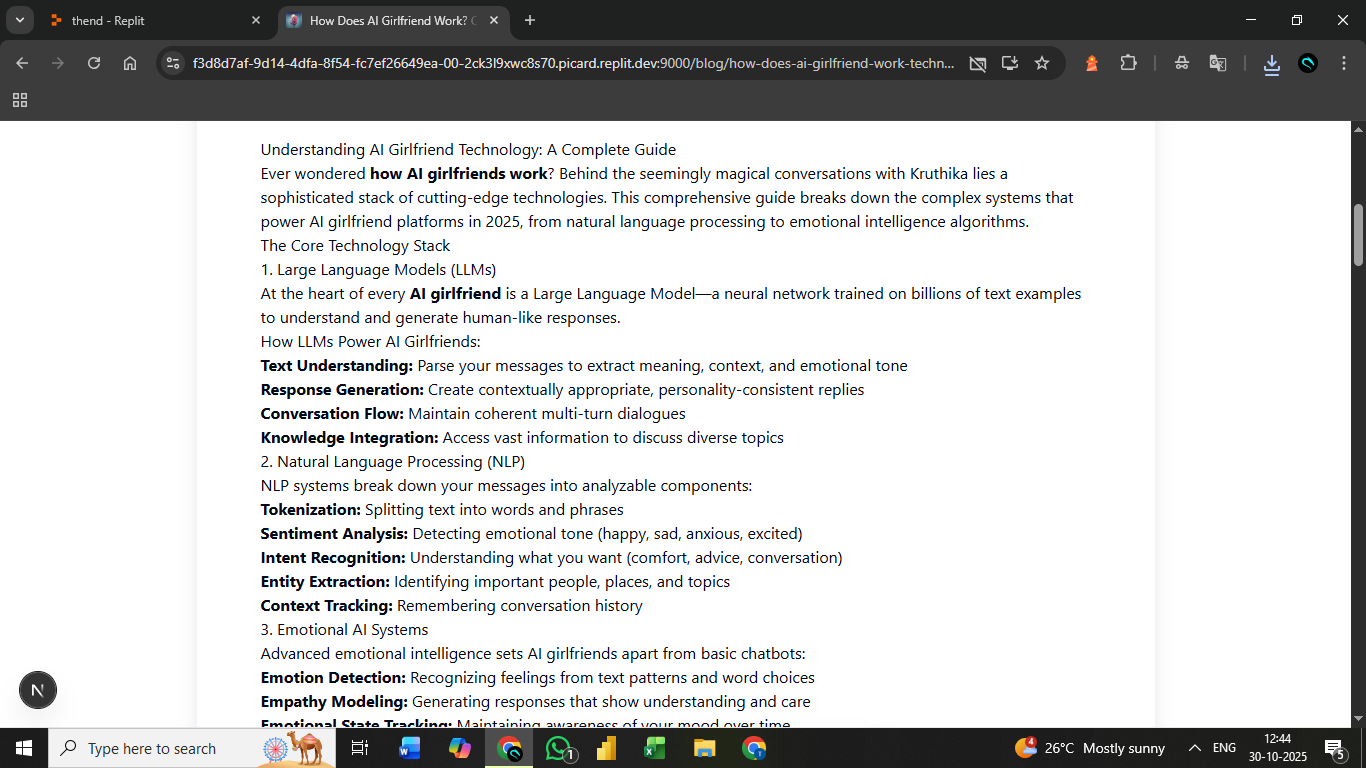 thend - Replit
How Does AI Girlfriend Work?
f3d8d7af-9d14-4dfa-8f54-fc7ef26649ea-00-2ck3l9xwc8s70.picard.replit.dev:9000/blog/how-does-ai-girlfriend-work-techn...
Understanding AI Girlfriend Technology: A Complete Guide
Ever wondered how AI girlfriends work? Behind the seemingly magical conversations with Kruthika lies a
sophisticated stack of cutting-edge technologies. This comprehensive guide breaks down the complex systems that
power AI girlfriend platforms in 2025, from natural language processing to emotional intelligence algorithms.
The Core Technology Stack
1. Large Language Models (LLMs)
At the heart of every AI girlfriend is a Large Language Model—a neural network trained on billions of text examples
to understand and generate human-like responses.
How LLMs Power AI Girlfriends:
Text Understanding: Parse your messages to extract meaning, context, and emotional tone
Response Generation: Create contextually appropriate, personality-consistent replies
Conversation Flow: Maintain coherent multi-turn dialogues
Knowledge Integration: Access vast information to discuss diverse topics
2. Natural Language Processing (NLP)
NLP systems break down your messages into analyzable components:
Tokenization: Splitting text into words and phrases
Sentiment Analysis: Detecting emotional tone (happy, sad, anxious, excited)
Intent Recognition: Understanding what you want (comfort, advice, conversation)
Entity Extraction: Identifying important people, places, and topics
Context Tracking: Remembering conversation history
3. Emotional AI Systems
Advanced emotional intelligence sets AI girlfriends apart from basic chatbots:
Emotion Detection: Recognizing feelings from text patterns and word choices
Empathy Modeling: Generating responses that show understanding and care
Emotional State Tracking: Maintaining awareness of your mood over time
N
Type here to search
1
4
26°C Mostly sunny
ENG
12:44
30-10-2025
5